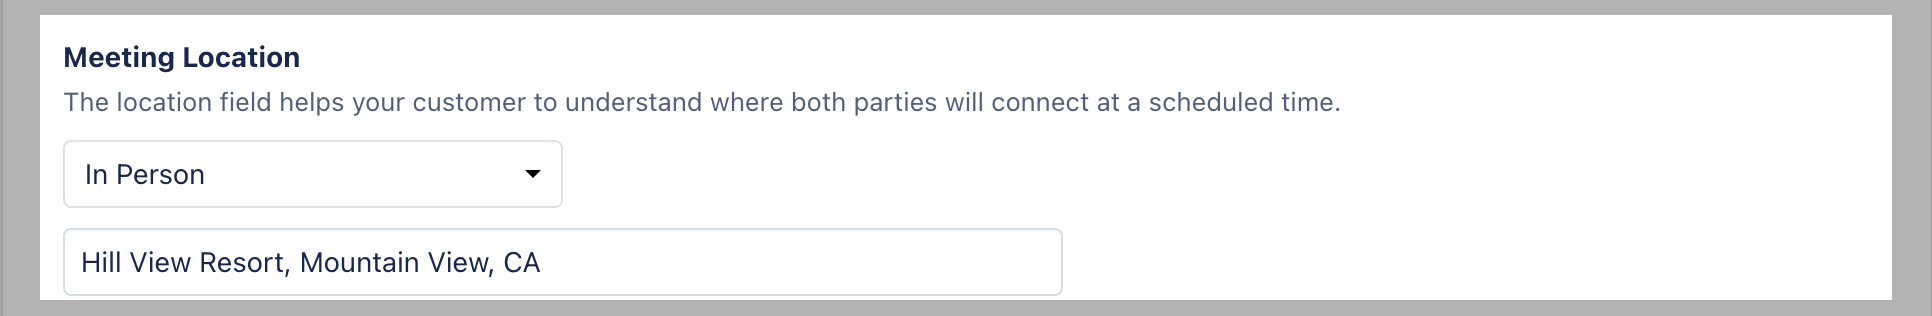 Meeting Location
The location field helps your customer to understand where both parties will connect at a scheduled time.
In Person
Hill View Resort, Mountain View, CA